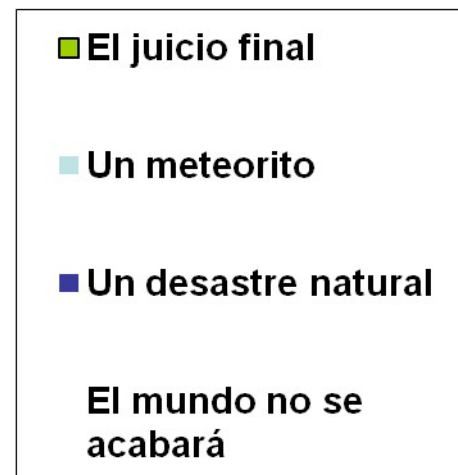 El juicio final
Un meteorito
Un desastre natural
El mundo no se
acabará